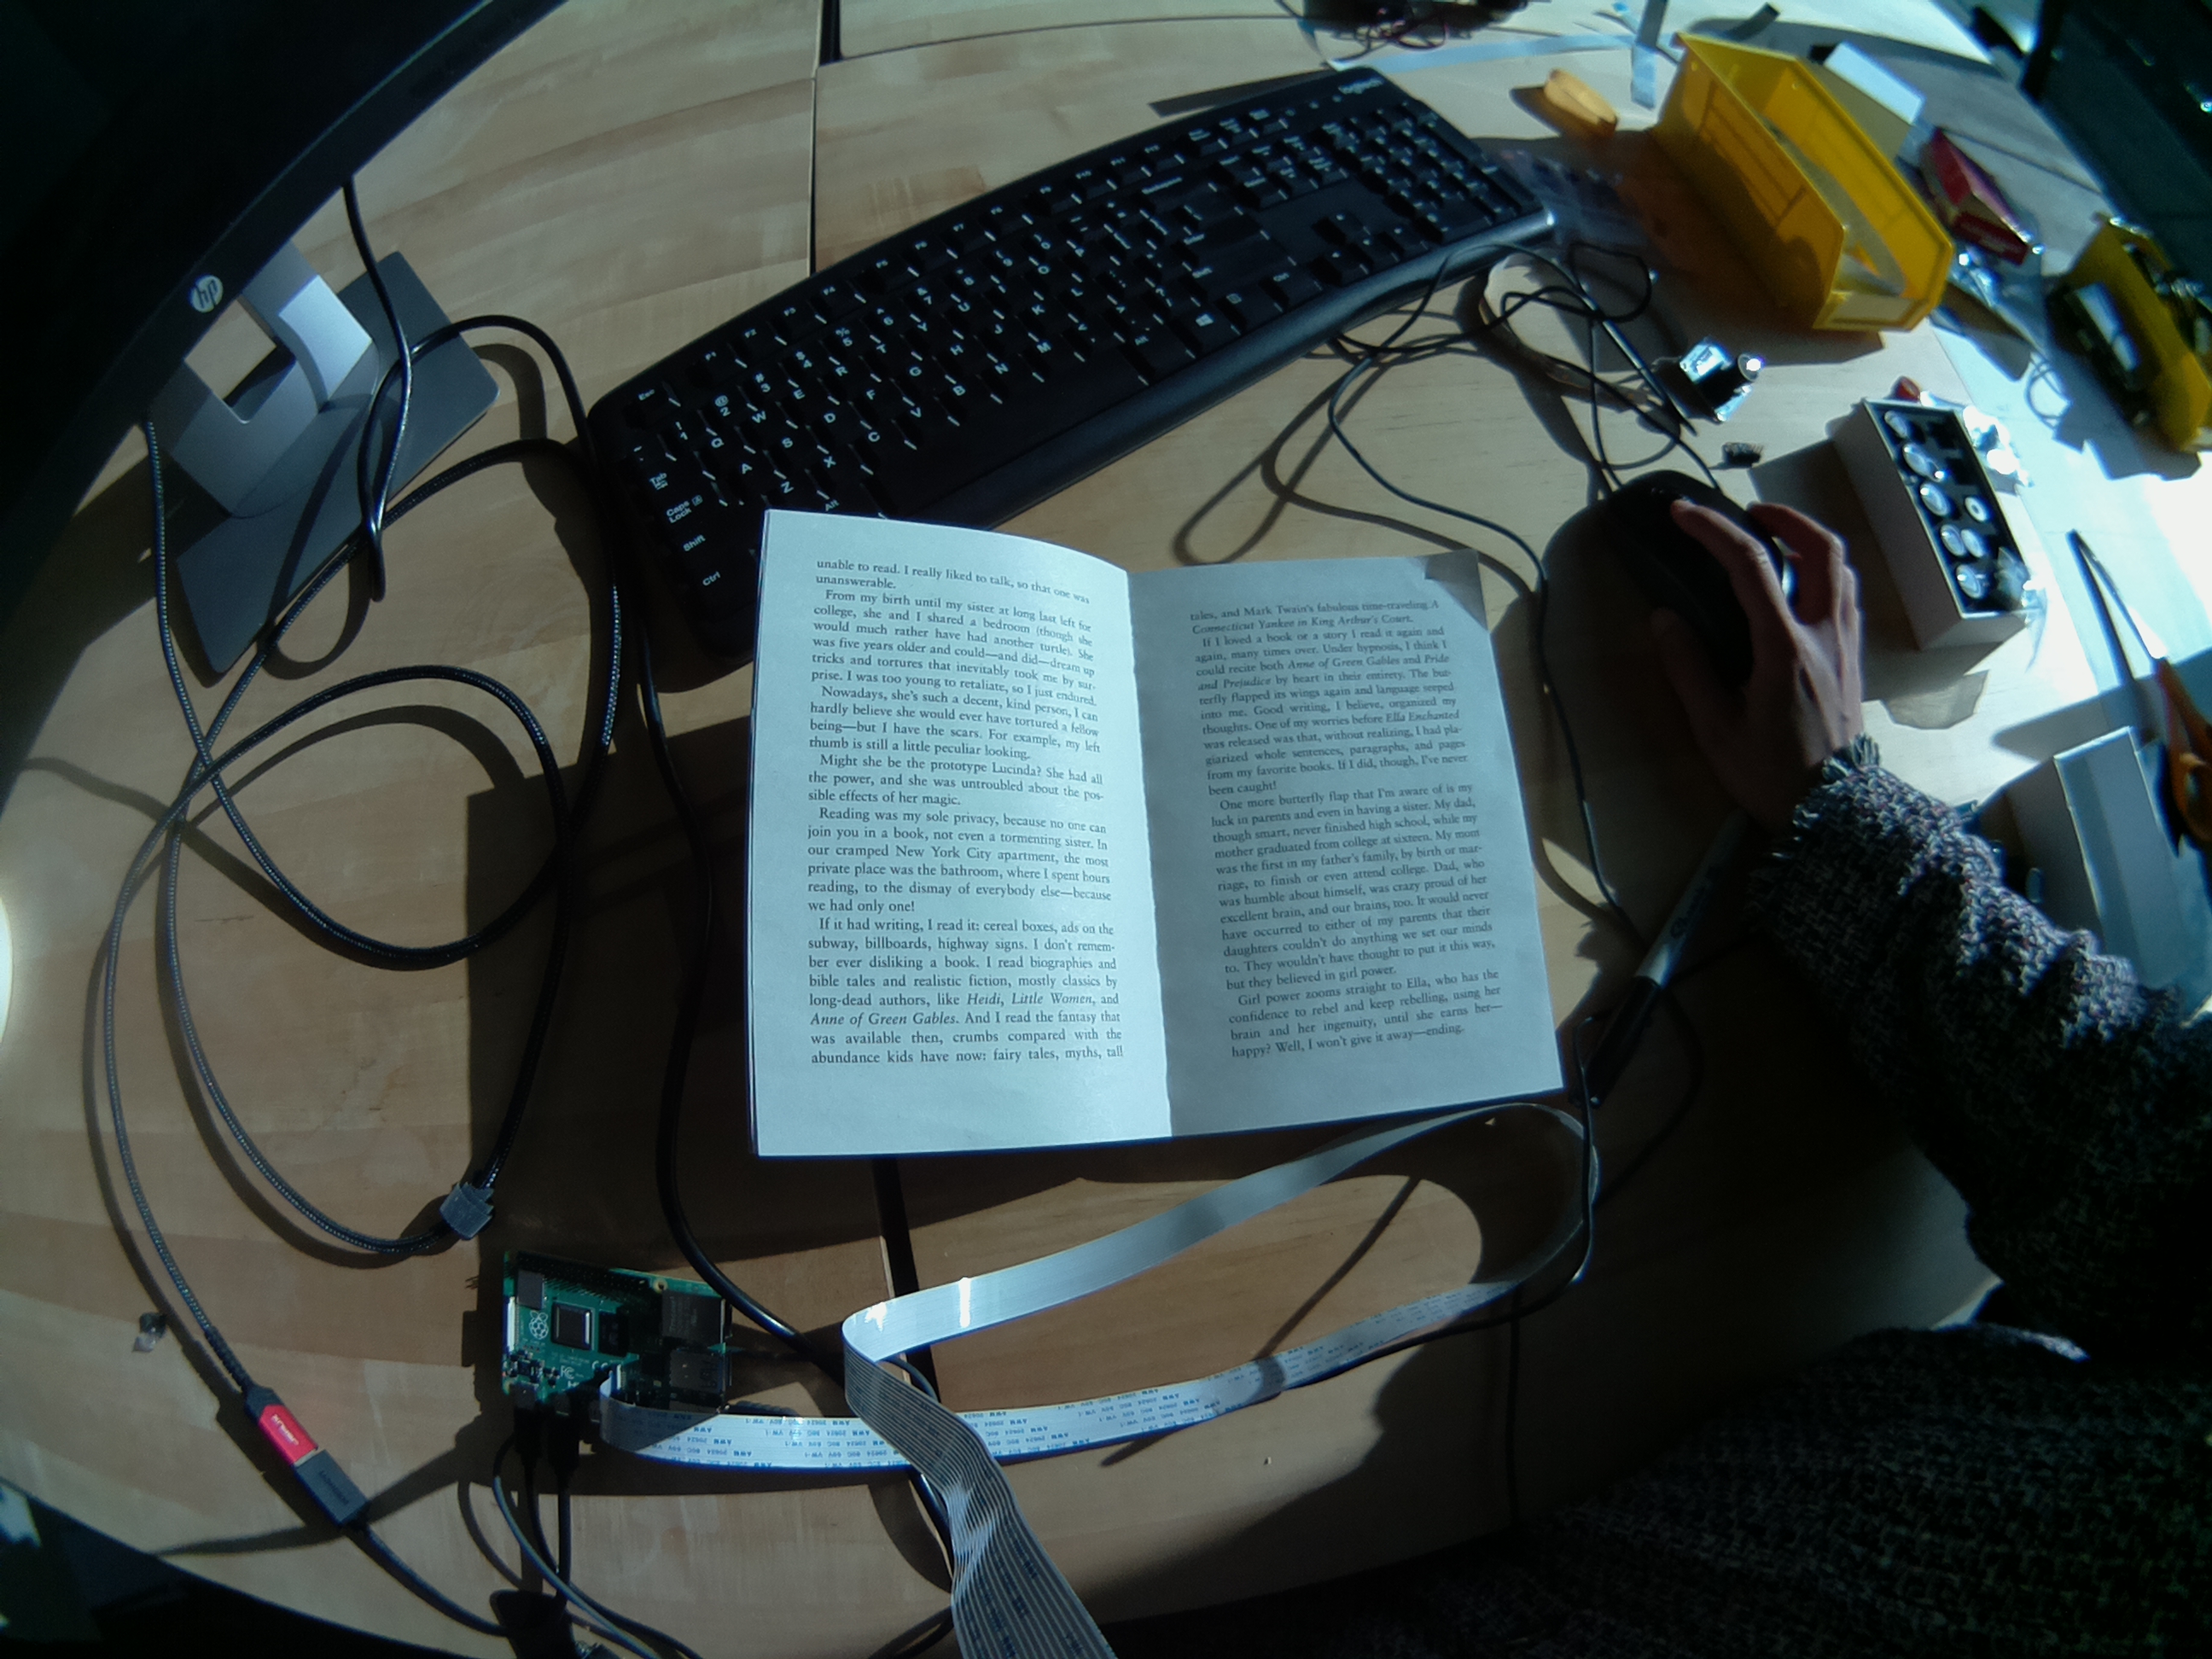 unable to read. I really liked to talk, so that one was
unanswerable.
From my birth until my sister at long last left for
college, she and I shared a bedroom (though she
would much rather have had another turtle). She
was five years older and could—and did—dream up
tricks and tortures that inevitably took me by sur-
prise. I was too young to retaliate, so I just endured.
Nowadays, she's such a decent, kind person, I can
hardly believe she would ever have tortured a fellow
being—but I have the scars. For example, my left
thumb is still a little peculiar looking.
Might she be the prototype Lucinda? She had all
the power, and she was untroubled about the pos-
sible effects of her magic.
Reading was my sole privacy, because no one can
join you in a book, not even a tormenting sister. In
our cramped New York City apartment, the most
private place was the bathroom, where I spent hours
reading, to the dismay of everybody else—because
we had only one!
If it had writing, I read it: cereal boxes, ads on the
subway, billboards, highway signs. I don't remem-
ber ever disliking a book. I read biographies and
bible tales and realistic fiction, mostly classics by
long-dead authors, like Heidi, Little Women, and
Anne of Green Gables. And I read the fantasy that
was available then, crumbs compared with the
abundance kids have now: fairy tales, myths, tall
tales, and Mark Twain's fabulous time-traveling A
Connecticut Yankee in King Arthur's Court.
If I loved a book or a story I read it again and
again, many times over. Under hypnosis, I think I
could recite both Anne of Green Gables and Pride
and Prejudice by heart in their entirety. The but-
terfly flapped its wings again and language seeped
into me. Good writing, I believe, organized my
thoughts. One of my worries before Ella Enchanted
was released was that, without realizing, I had pla-
giarized whole sentences, paragraphs, and pages
from my favorite books. If I did, though, I've never
been caught!
One more butterfly flap that I'm aware of is my
luck in parents and even in having a sister. My dad,
though smart, never finished high school, while my
mother graduated from college at sixteen. My mom
was the first in my father's family, by birth or mar-
riage, to finish or even attend college. Dad, who
was humble about himself, was crazy proud of her
excellent brain, and our brains, too. It would never
have occurred to either of my parents that their
daughters couldn't do anything we set our minds
to. They wouldn't have thought to put it this way,
but they believed in girl power.
Girl power zooms straight to Ella, who has the
confidence to rebel and keep rebelling, using her
brain and her ingenuity, until she earns her—
happy? Well, I won't give it away—ending.
hp
logitech
Esc F1 F2 F3 F4 F5 F6 F7
Tab Q W E R T Y U
Caps Lock A S D F G H J K L
Shift Z X C V B N M
Ctrl Alt